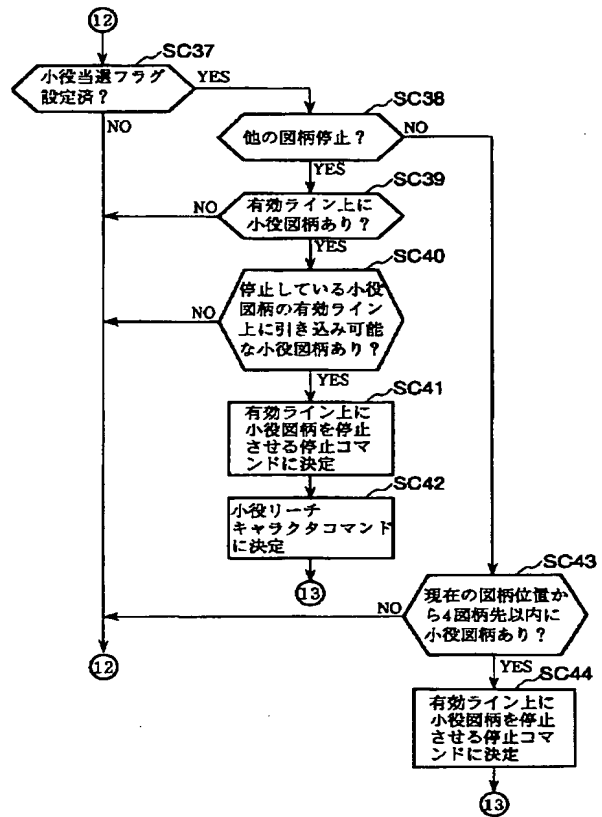 12
SC37
小役当選フラグ
設定済？
YES
NO
SC38
他の図柄停止？
NO
YES
SC39
有効ライン上に
小役図柄あり？
NO
YES
SC40
停止している小役
図柄の有効ライン
上に引き込み可能
な小役図柄あり？
NO
YES
SC41
有効ライン上に
小役図柄を停止
させる停止コマ
ンドに決定
SC42
小役リーチ
キャラクタコマンド
に決定
13
SC43
現在の図柄位置か
ら4図柄先以内に
小役図柄あり？
NO
12
YES
SC44
有効ライン上に
小役図柄を停止
させる停止コマ
ンドに決定
13